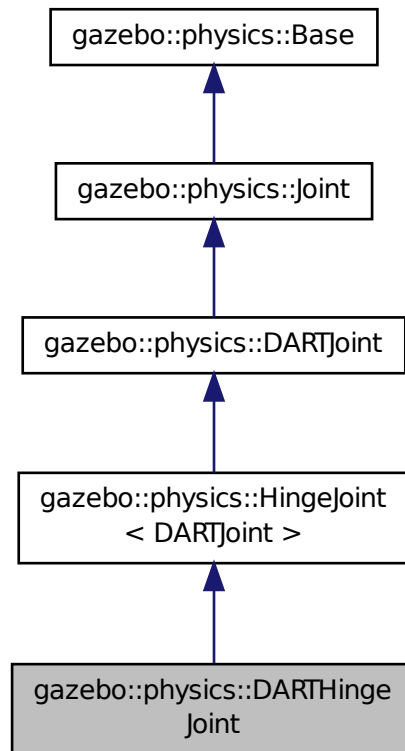 gazebo::physics::Base
gazebo::physics::Joint
gazebo::physics::DARTJoint
gazebo::physics::HingeJoint
< DARTJoint >
gazebo::physics::DARTHinge
Joint